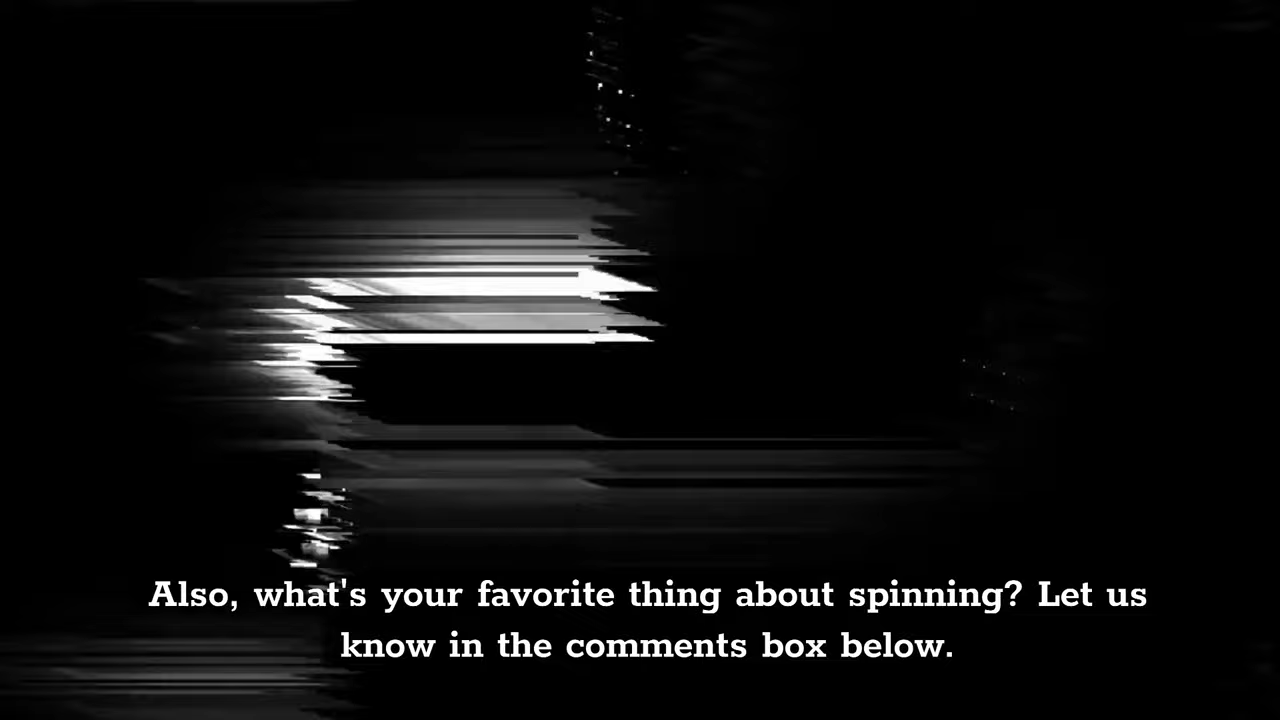 Also, what's your favorite thing about spinning? Let us
know in the comments box below.